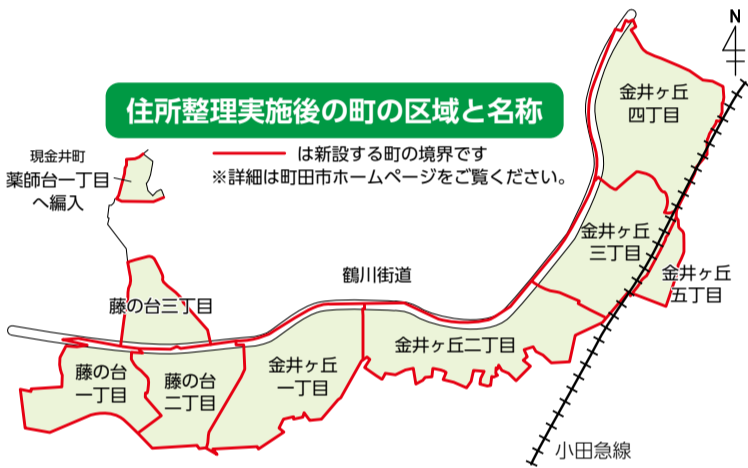 N
住所整理実施後の町の区域と名称
は新設する町の境界です
※詳細は町田市ホームページをご覧ください。
現金井町
薬師台一丁目
へ編入
金井ヶ丘
四丁目
金井ヶ丘
三丁目
金井ヶ丘
五丁目
鶴川街道
藤の台三丁目
金井ヶ丘二丁目
藤の台
一丁目
藤の台
二丁目
金井ヶ丘
一丁目
小田急線